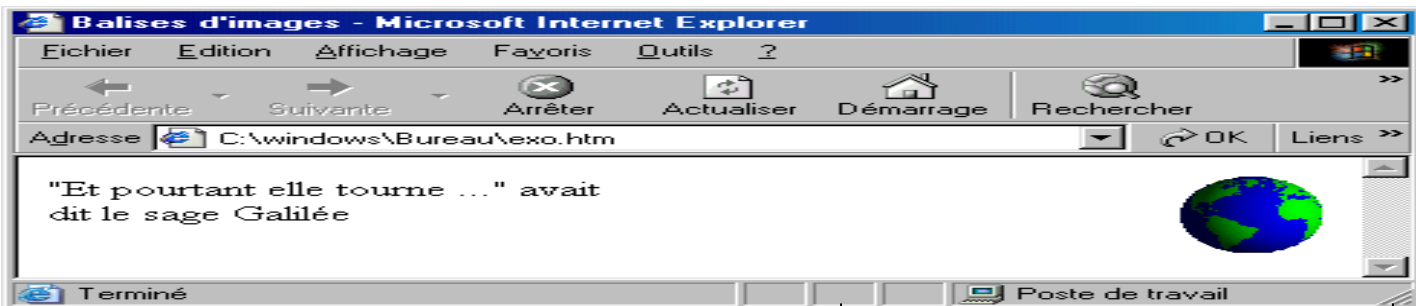 Balises d'images - Microsoft Internet Explorer
Fichier Edition Affichage Favoris Outils ?
Précédente Suivante Arrêter Actualiser Démarrage Rechercher »
Adresse C:\windows\Bureau\exo.htm OK Liens »
"Et pourtant elle tourne ..." avait
dit le sage Galilée
Terminé Poste de travail